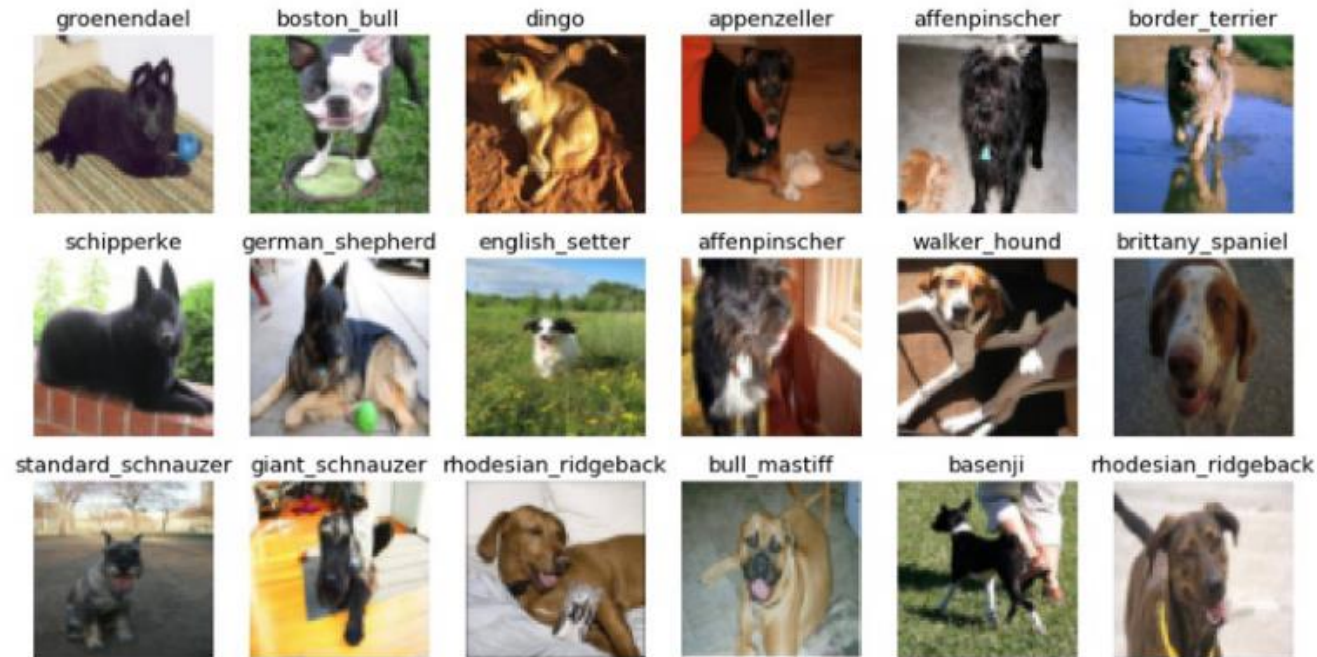 groenendael boston_bull dingo appenzeller affenpinscher border_terrier
schipperke german_shepherd english_setter affenpinscher walker_hound brittany_spaniel
standard_schnauzer giant_schnauzer rhodesian_ridgeback bull_mastiff basenji rhodesian_ridgeback